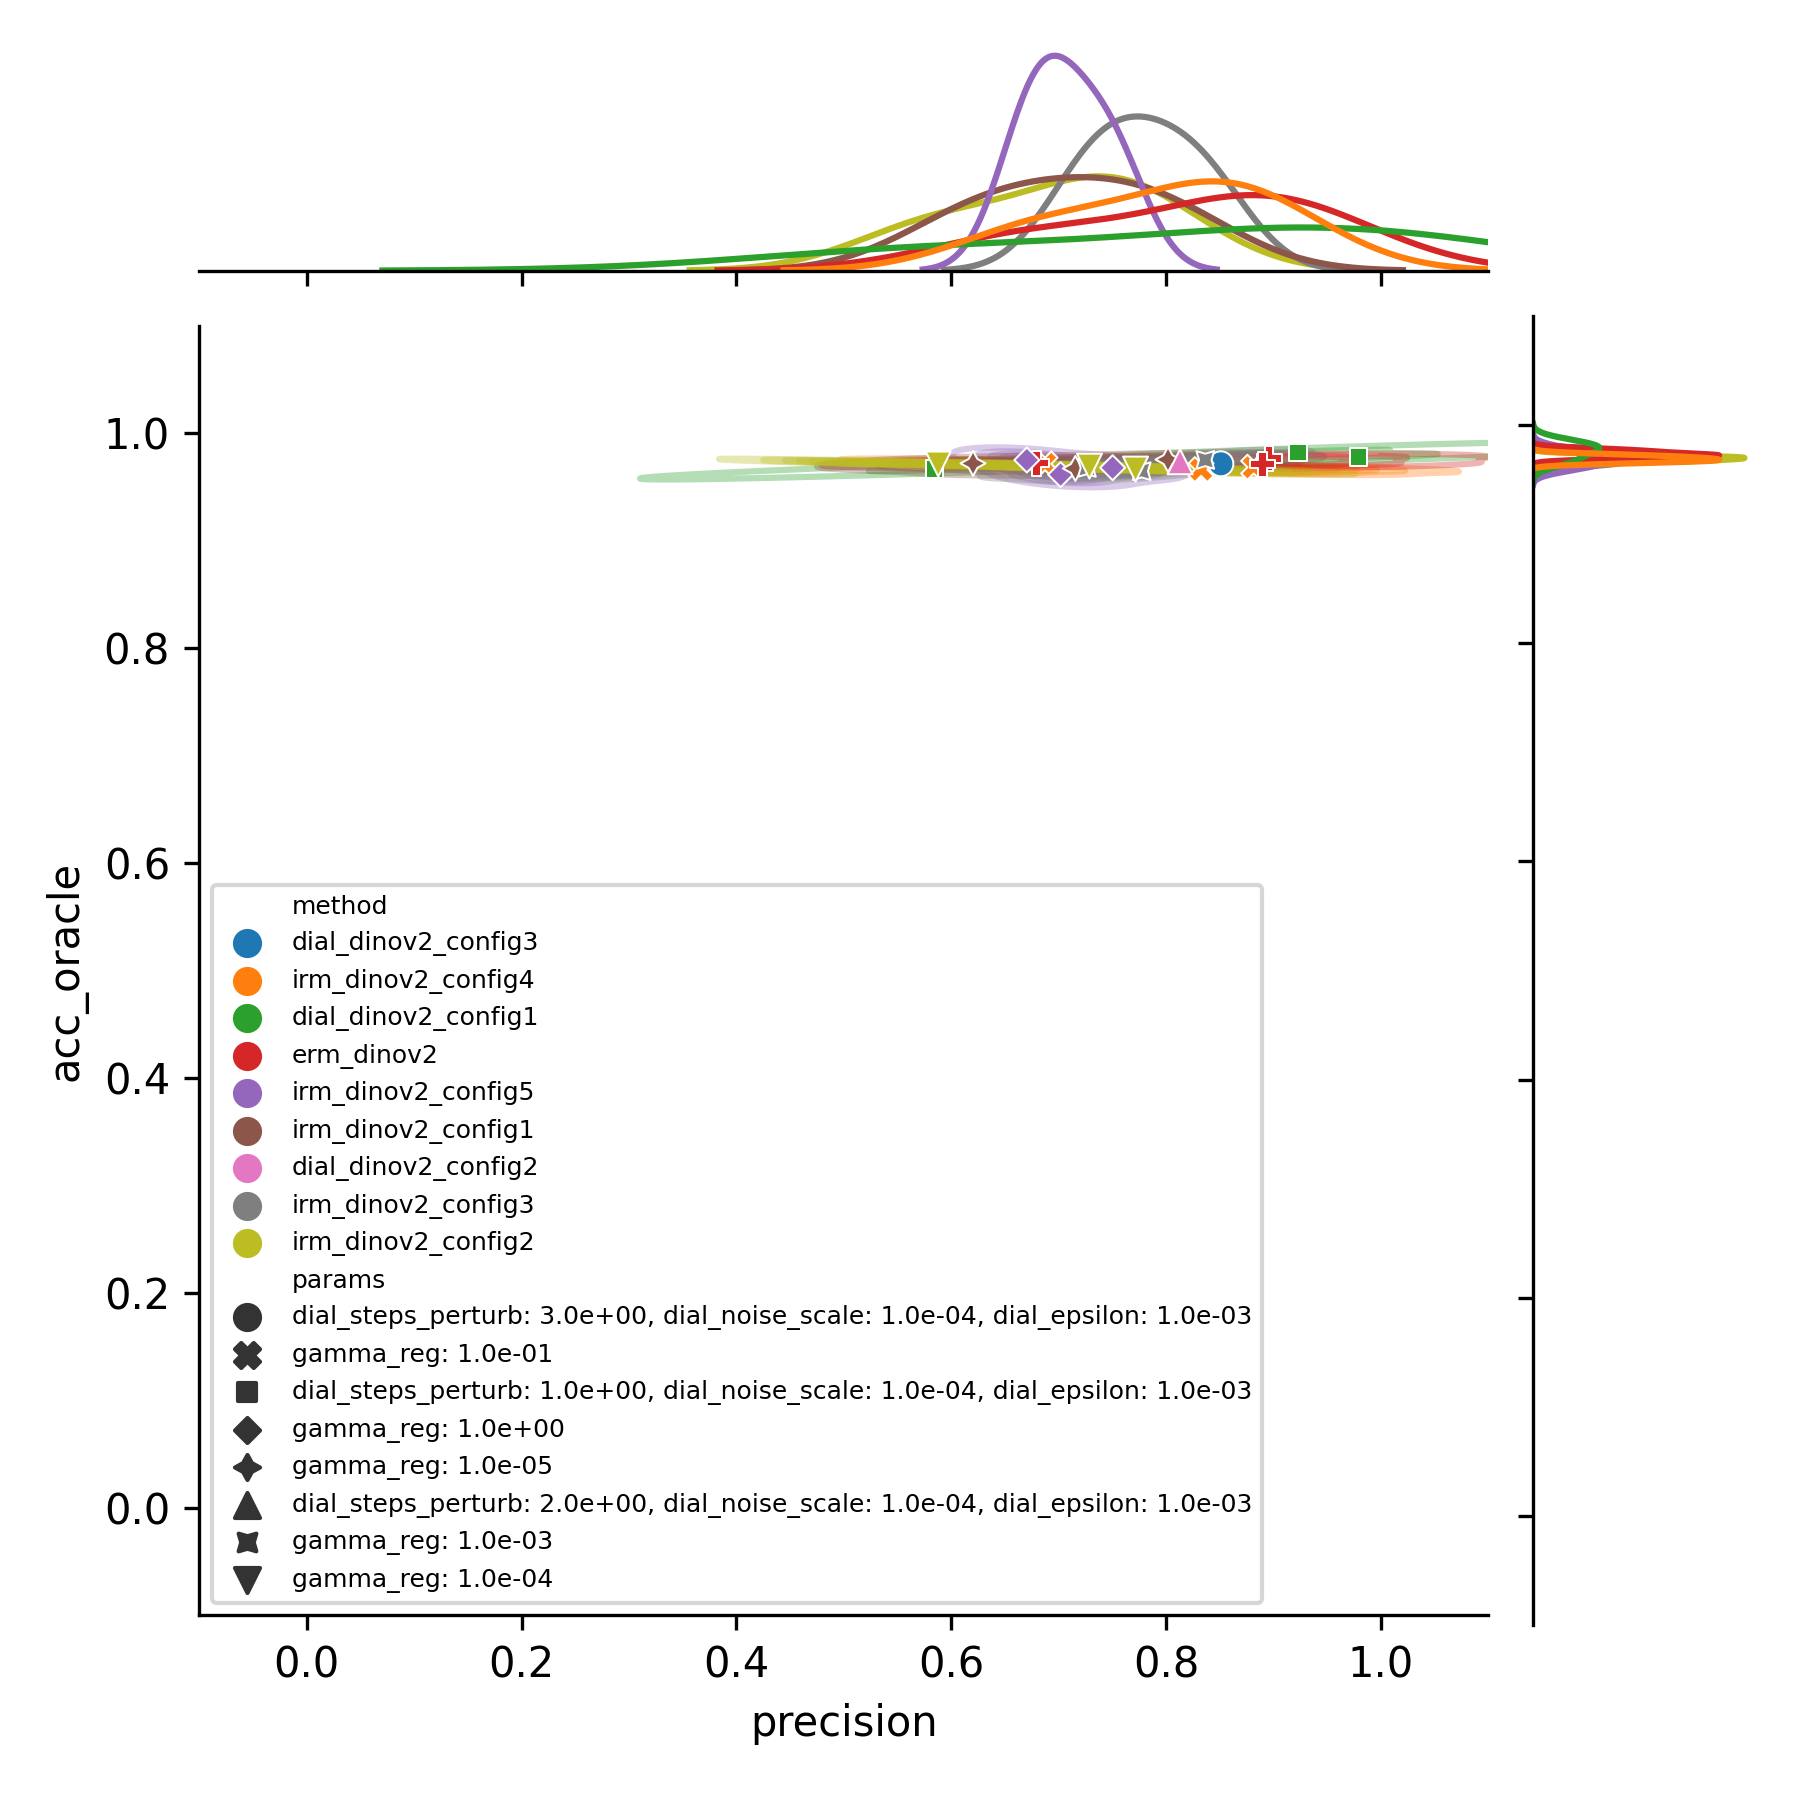 1.0
0.8
0.6
0.4
0.2
0.0
acc_oracle
method
dial_dinov2_config3
irm_dinov2_config4
dial_dinov2_config1
erm_dinov2
irm_dinov2_config5
irm_dinov2_config1
dial_dinov2_config2
irm_dinov2_config3
irm_dinov2_config2
params
dial_steps_perturb: 3.0e+00, dial_noise_scale: 1.0e-04, dial_epsilon: 1.0e-03
gamma_reg: 1.0e-01
dial_steps_perturb: 1.0e+00, dial_noise_scale: 1.0e-04, dial_epsilon: 1.0e-03
gamma_reg: 1.0e+00
gamma_reg: 1.0e-05
dial_steps_perturb: 2.0e+00, dial_noise_scale: 1.0e-04, dial_epsilon: 1.0e-03
gamma_reg: 1.0e-03
gamma_reg: 1.0e-04
0.0 0.2 0.4 0.6 0.8 1.0
precision